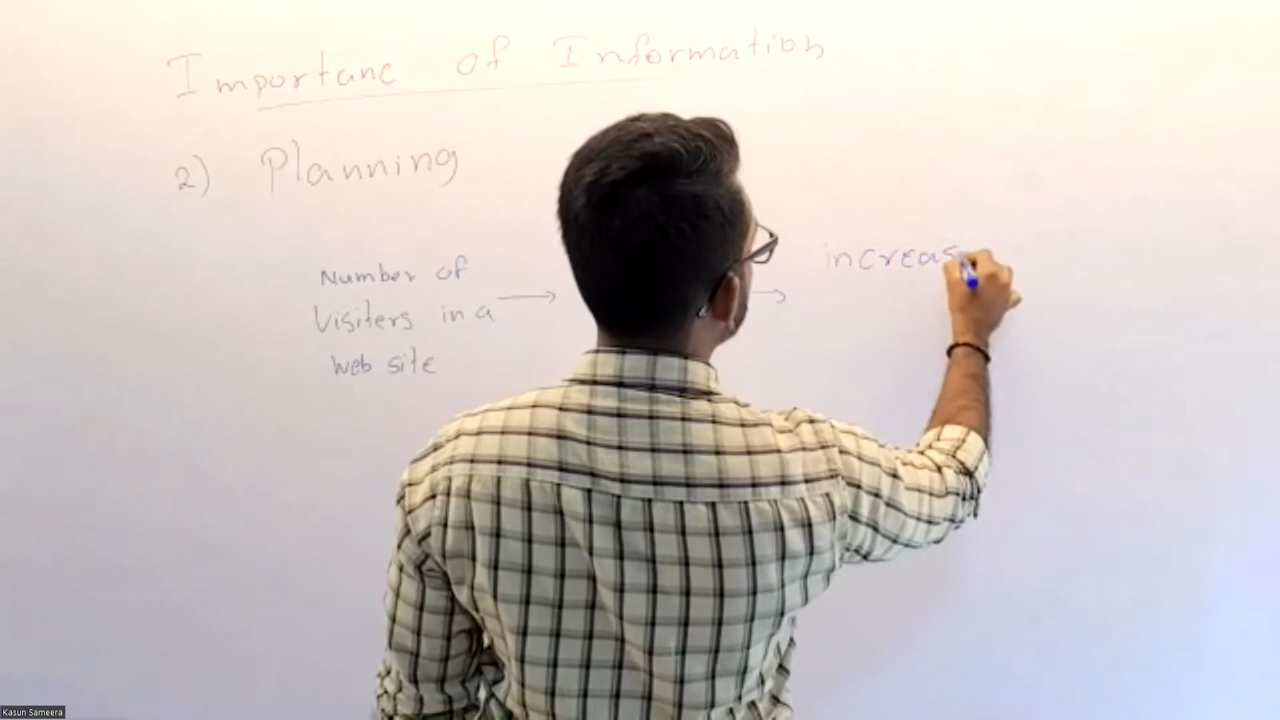 Importanc of Information
2) Planning
Number of
Visiters in a
Web site
increas
Kasun Sameera